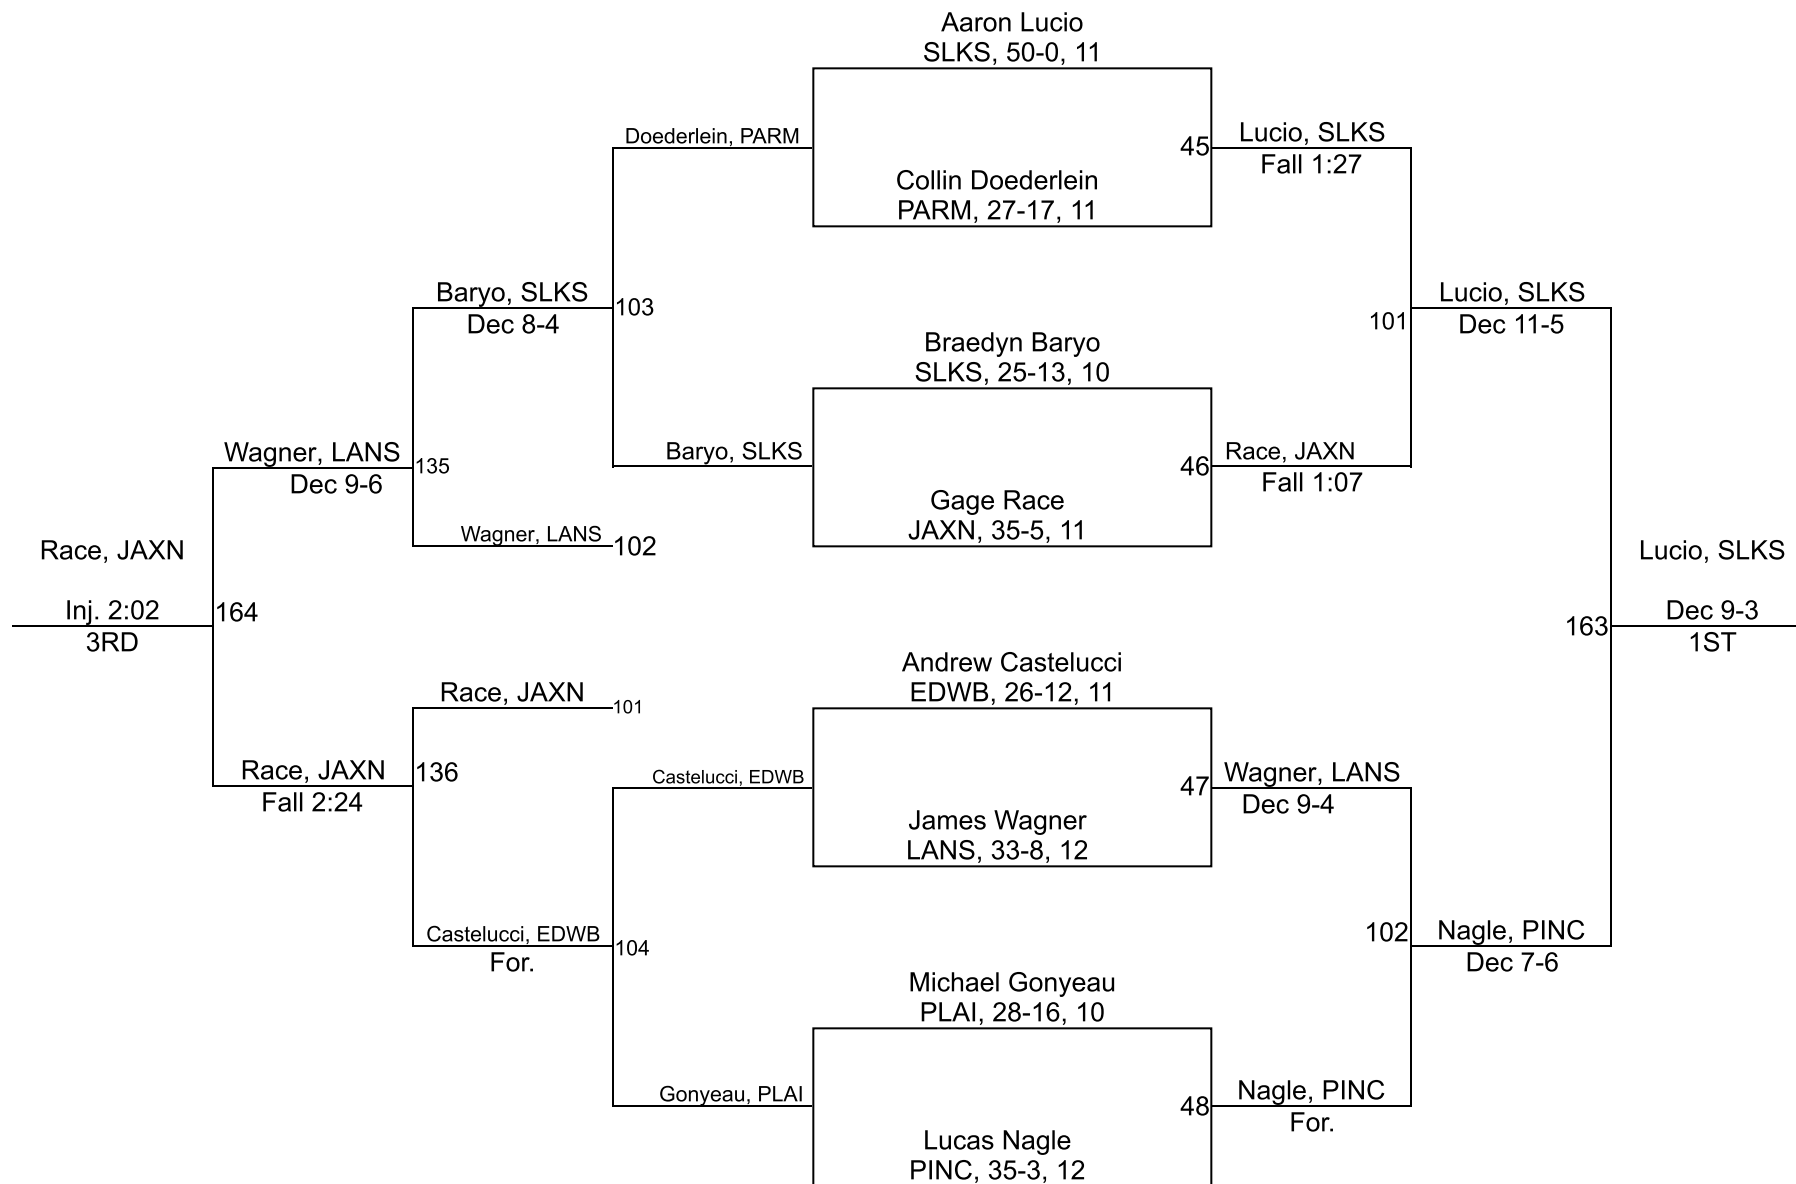 Aaron Lucio
SLKS, 50-0, 11
Doederlein, PARM
45
Lucio, SLKS
Fall 1:27
Collin Doederlein
PARM, 27-17, 11
Baryo, SLKS
Dec 8-4
103
101
Lucio, SLKS
Dec 11-5
Braedyn Baryo
SLKS, 25-13, 10
Wagner, LANS
Dec 9-6
135
Baryo, SLKS
46
Race, JAXN
Fall 1:07
Gage Race
JAXN, 35-5, 11
Wagner, LANS
102
Race, JAXN
Inj. 2:02
3RD
164
Lucio, SLKS
Dec 9-3
1ST
163
Andrew Castelucci
EDWB, 26-12, 11
Race, JAXN
101
Race, JAXN
Fall 2:24
136
Castelucci, EDWB
47
Wagner, LANS
Dec 9-4
James Wagner
LANS, 33-8, 12
Castelucci, EDWB
For.
104
102
Nagle, PINC
Dec 7-6
Michael Gonyeau
PLAI, 28-16, 10
Gonyeau, PLAI
48
Nagle, PINC
For.
Lucas Nagle
PINC, 35-3, 12